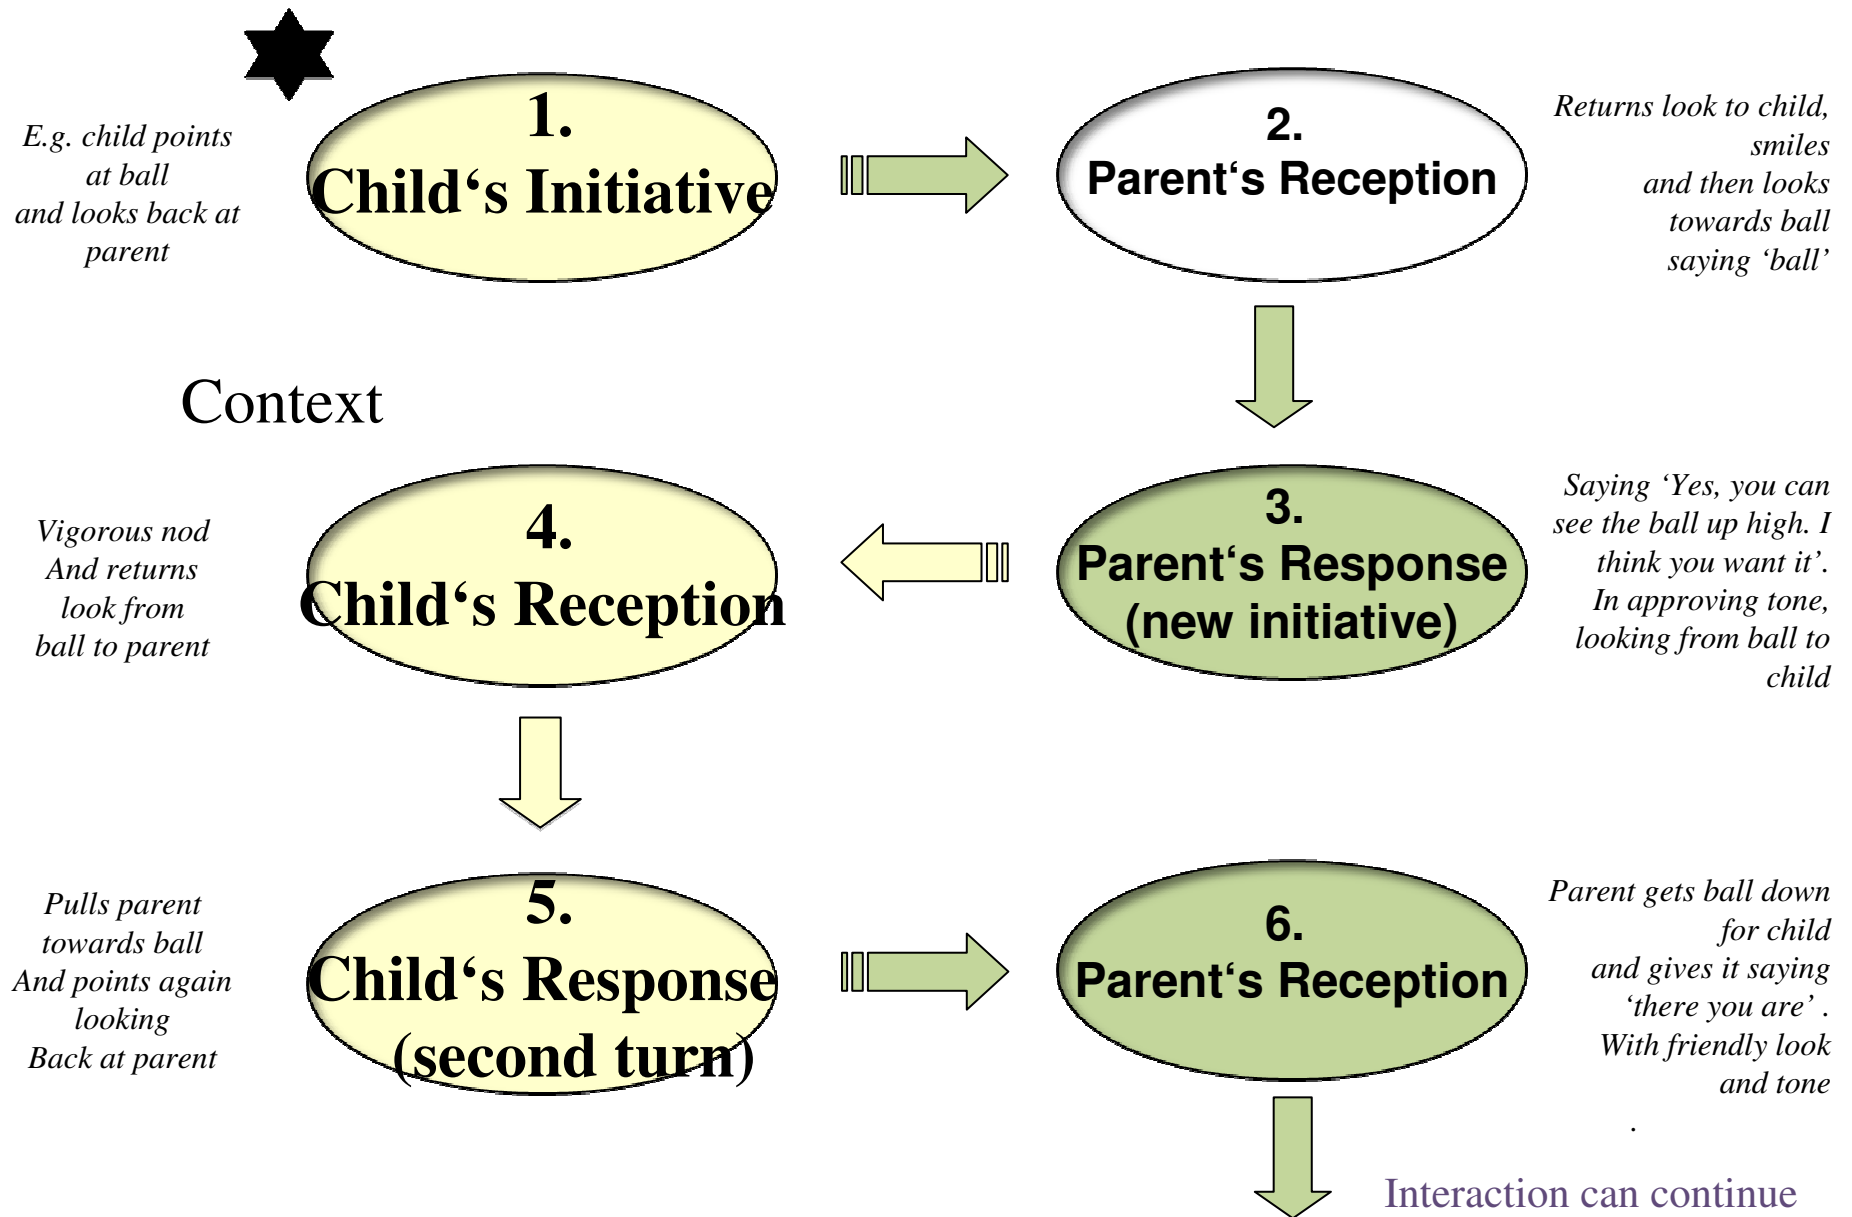 E.g. child points
at ball
and looks back at
parent
1.
Child‘s Initiative
2.
Parent‘s Reception
Returns look to child,
smiles
and then looks
towards ball
saying ‘ball’
Context
3.
Parent‘s Response
(new initiative)
Saying ‘Yes, you can
see the ball up high. I
think you want it’.
In approving tone,
looking from ball to
child
4.
Child‘s Reception
Vigorous nod
And returns
look from
ball to parent
5.
Child‘s Response
(second turn)
Pulls parent
towards ball
And points again
looking
Back at parent
6.
Parent‘s Reception
Parent gets ball down
for child
and gives it saying
‘there you are’ .
With friendly look
and tone
.
Interaction can continue